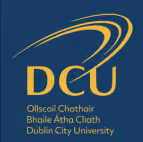 DCU
Ollscoil Chathair
Bhaile Átha Cliath
Dublin City University